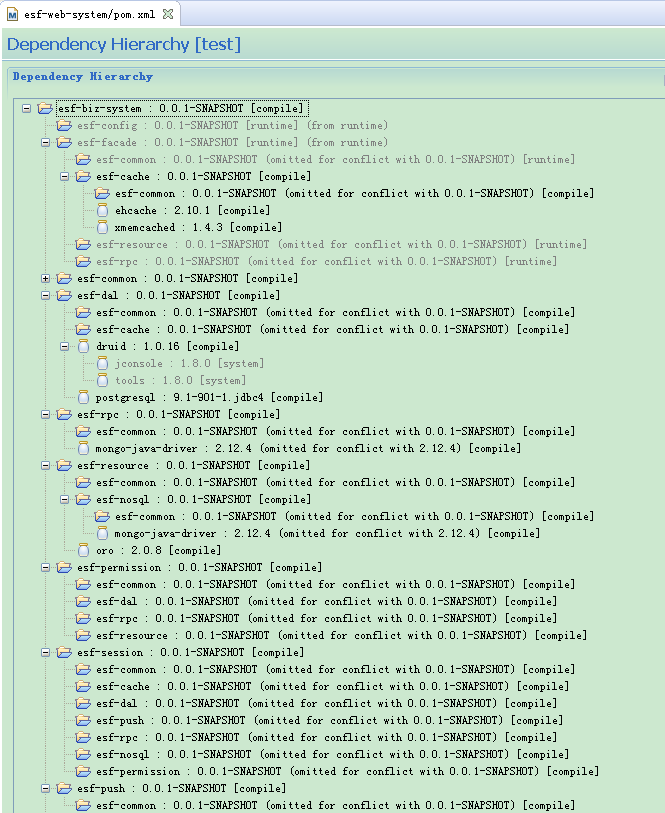 esf-web-system/pom.xml
Dependency Hierarchy [test]
Dependency Hierarchy
esf-biz-system : 0.0.1-SNAPSHOT [compile]
esf-config : 0.0.1-SNAPSHOT [runtime] (from runtime)
esf-facade : 0.0.1-SNAPSHOT [runtime] (from runtime)
esf-common : 0.0.1-SNAPSHOT (omitted for conflict with 0.0.1-SNAPSHOT) [runtime]
esf-cache : 0.0.1-SNAPSHOT [compile]
esf-common : 0.0.1-SNAPSHOT (omitted for conflict with 0.0.1-SNAPSHOT) [compile]
ehcache : 2.10.1 [compile]
xmemcached : 1.4.3 [compile]
esf-resource : 0.0.1-SNAPSHOT (omitted for conflict with 0.0.1-SNAPSHOT) [runtime]
esf-rpc : 0.0.1-SNAPSHOT (omitted for conflict with 0.0.1-SNAPSHOT) [runtime]
esf-common : 0.0.1-SNAPSHOT [compile]
esf-dal : 0.0.1-SNAPSHOT [compile]
esf-common : 0.0.1-SNAPSHOT (omitted for conflict with 0.0.1-SNAPSHOT) [compile]
esf-cache : 0.0.1-SNAPSHOT (omitted for conflict with 0.0.1-SNAPSHOT) [compile]
druid : 1.0.16 [compile]
jconsole : 1.8.0 [system]
tools : 1.8.0 [system]
postgresql : 9.1-901-1.jdbc4 [compile]
esf-rpc : 0.0.1-SNAPSHOT [compile]
esf-common : 0.0.1-SNAPSHOT (omitted for conflict with 0.0.1-SNAPSHOT) [compile]
mongo-java-driver : 2.12.4 (omitted for conflict with 2.12.4) [compile]
esf-resource : 0.0.1-SNAPSHOT [compile]
esf-common : 0.0.1-SNAPSHOT (omitted for conflict with 0.0.1-SNAPSHOT) [compile]
esf-nosql : 0.0.1-SNAPSHOT [compile]
esf-common : 0.0.1-SNAPSHOT (omitted for conflict with 0.0.1-SNAPSHOT) [compile]
mongo-java-driver : 2.12.4 (omitted for conflict with 2.12.4) [compile]
oro : 2.0.8 [compile]
esf-permission : 0.0.1-SNAPSHOT [compile]
esf-common : 0.0.1-SNAPSHOT (omitted for conflict with 0.0.1-SNAPSHOT) [compile]
esf-dal : 0.0.1-SNAPSHOT (omitted for conflict with 0.0.1-SNAPSHOT) [compile]
esf-rpc : 0.0.1-SNAPSHOT (omitted for conflict with 0.0.1-SNAPSHOT) [compile]
esf-resource : 0.0.1-SNAPSHOT (omitted for conflict with 0.0.1-SNAPSHOT) [compile]
esf-session : 0.0.1-SNAPSHOT [compile]
esf-common : 0.0.1-SNAPSHOT (omitted for conflict with 0.0.1-SNAPSHOT) [compile]
esf-cache : 0.0.1-SNAPSHOT (omitted for conflict with 0.0.1-SNAPSHOT) [compile]
esf-dal : 0.0.1-SNAPSHOT (omitted for conflict with 0.0.1-SNAPSHOT) [compile]
esf-push : 0.0.1-SNAPSHOT (omitted for conflict with 0.0.1-SNAPSHOT) [compile]
esf-rpc : 0.0.1-SNAPSHOT (omitted for conflict with 0.0.1-SNAPSHOT) [compile]
esf-nosql : 0.0.1-SNAPSHOT (omitted for conflict with 0.0.1-SNAPSHOT) [compile]
esf-permission : 0.0.1-SNAPSHOT (omitted for conflict with 0.0.1-SNAPSHOT) [compile]
esf-push : 0.0.1-SNAPSHOT [compile]
esf-common : 0.0.1-SNAPSHOT (omitted for conflict with 0.0.1-SNAPSHOT) [compile]